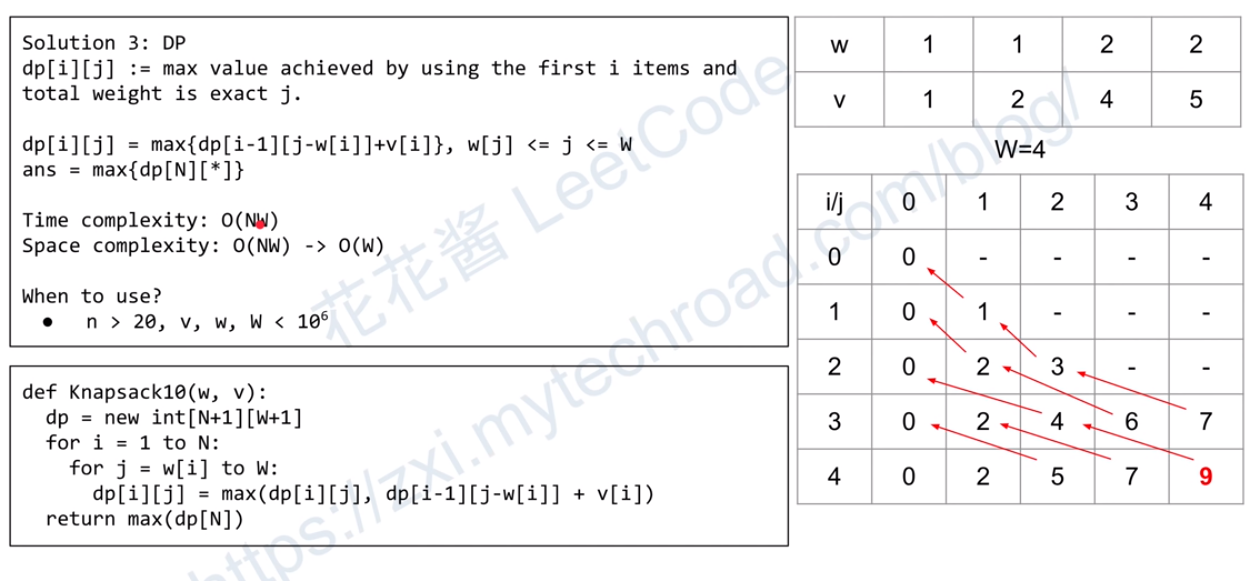 Solution 3: DP
dp[i][j] := max value achieved by using the first i items and
total weight is exact j.
dp[i][j] = max{dp[i-1][j-w[i]]+v[i]}, w[j] <= j <= W
ans = max{dp[N][*]}
Time complexity: O(NW)
Space complexity: O(NW) -> O(W)
When to use?
● n > 20, v, w, W < 10⁶
def Knapsack10(w, v):
dp = new int[N+1][W+1]
for i = 1 to N:
for j = w[i] to W:
dp[i][j] = max(dp[i][j], dp[i-1][j-w[i]] + v[i])
return max(dp[N])
w 1 1 2 2
v 1 2 4 5
W=4
i/j 0 1 2 3 4
0 0 - - - -
1 0 1 - - -
2 0 2 3 - -
3 0 2 4 6 7
4 0 2 5 7 9
花花酱 LeetCode
https://zxi.mytechroad.com/blog/